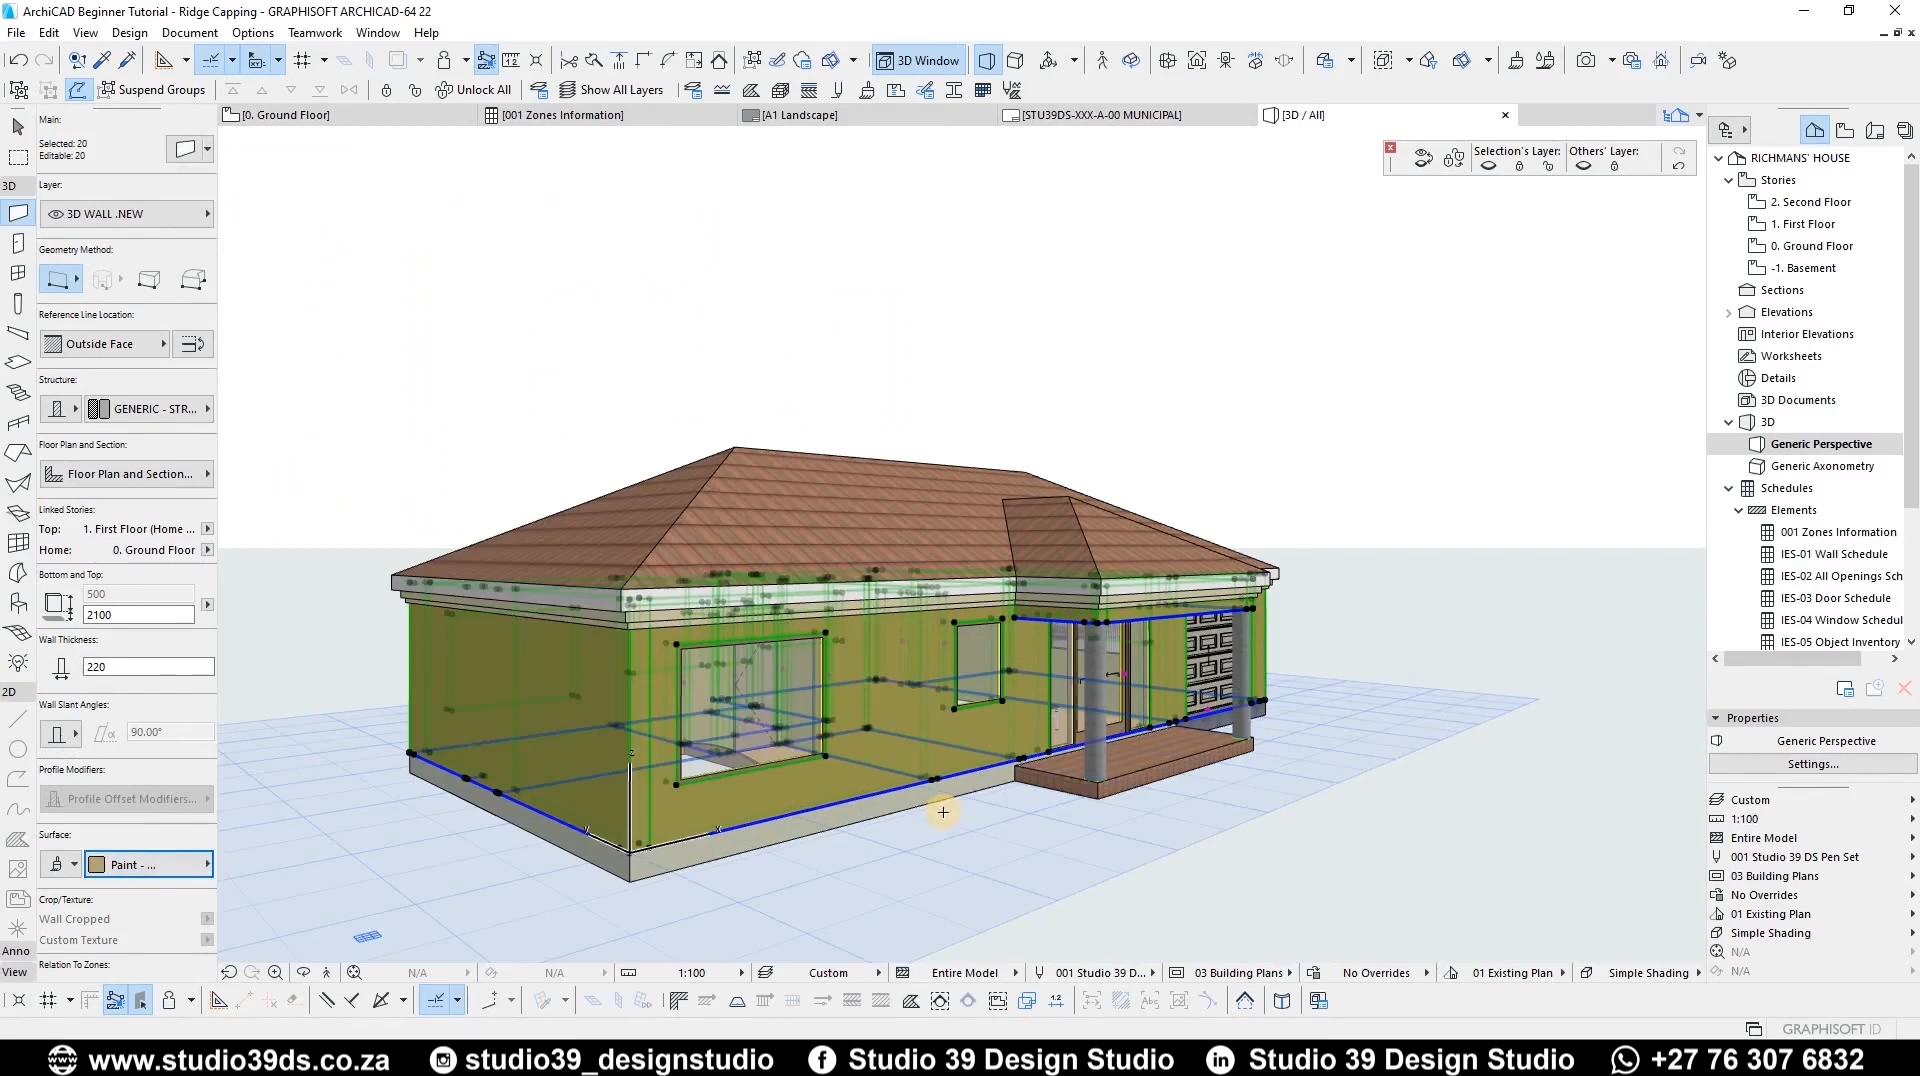 ArchiCAD Beginner Tutorial - Ridge Capping - GRAPHISOFT ARCHICAD-64 22
File Edit View Design Document Options Teamwork Window Help
3D Window
Suspend Groups Unlock All Show All Layers
[0. Ground Floor] [001 Zones Information] [A1 Landscape] [STU39DS-XXX-A-00 MUNICIPAL] [3D / All]
Main:
Selected: 20
Editable: 20
3D
Layer:
3D WALL .NEW
Geometry Method:
Reference Line Location:
Outside Face
Structure:
GENERIC - STR...
Floor Plan and Section:
Floor Plan and Section...
Linked Stories:
Top: 1. First Floor (Home ...
Home: 0. Ground Floor
Bottom and Top:
500
2100
Wall Thickness:
220
2D
Wall Slant Angles:
90.00°
Profile Modifiers:
Profile Offset Modifiers...
Surface:
Paint - ...
Crop/Texture:
Wall Cropped
Custom Texture
Anno
Relation To Zones:
View
Selection's Layer: Others' Layer:
z
y
x
RICHMANS' HOUSE
Stories
2. Second Floor
1. First Floor
0. Ground Floor
-1. Basement
Sections
Elevations
Interior Elevations
Worksheets
Details
3D Documents
3D
Generic Perspective
Generic Axonometry
Schedules
Elements
001 Zones Information
IES-01 Wall Schedule
IES-02 All Openings Sch
IES-03 Door Schedule
IES-04 Window Schedul
IES-05 Object Inventory
Properties
Generic Perspective
Settings...
Custom
1:100
Entire Model
001 Studio 39 DS Pen Set
03 Building Plans
No Overrides
01 Existing Plan
Simple Shading
N/A
N/A
N/A N/A 1:100 Custom Entire Model 001 Studio 39 D... 03 Building Plans No Overrides 01 Existing Plan Simple Shading
GRAPHISOFT ID
www.studio39ds.co.za studio39_designstudio Studio 39 Design Studio Studio 39 Design Studio +27 76 307 6832